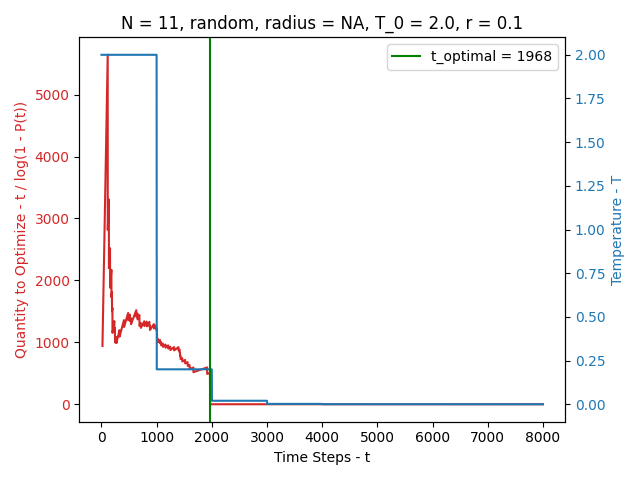 N = 11, random, radius = NA, T_0 = 2.0, r = 0.1
t_optimal = 1968
Quantity to Optimize - t / log(1 - P(t))
5000
4000
3000
2000
1000
0
2.00
1.75
1.50
1.25
1.00
0.75
0.50
0.25
0.00
Temperature - T
0 1000 2000 3000 4000 5000 6000 7000 8000
Time Steps - t